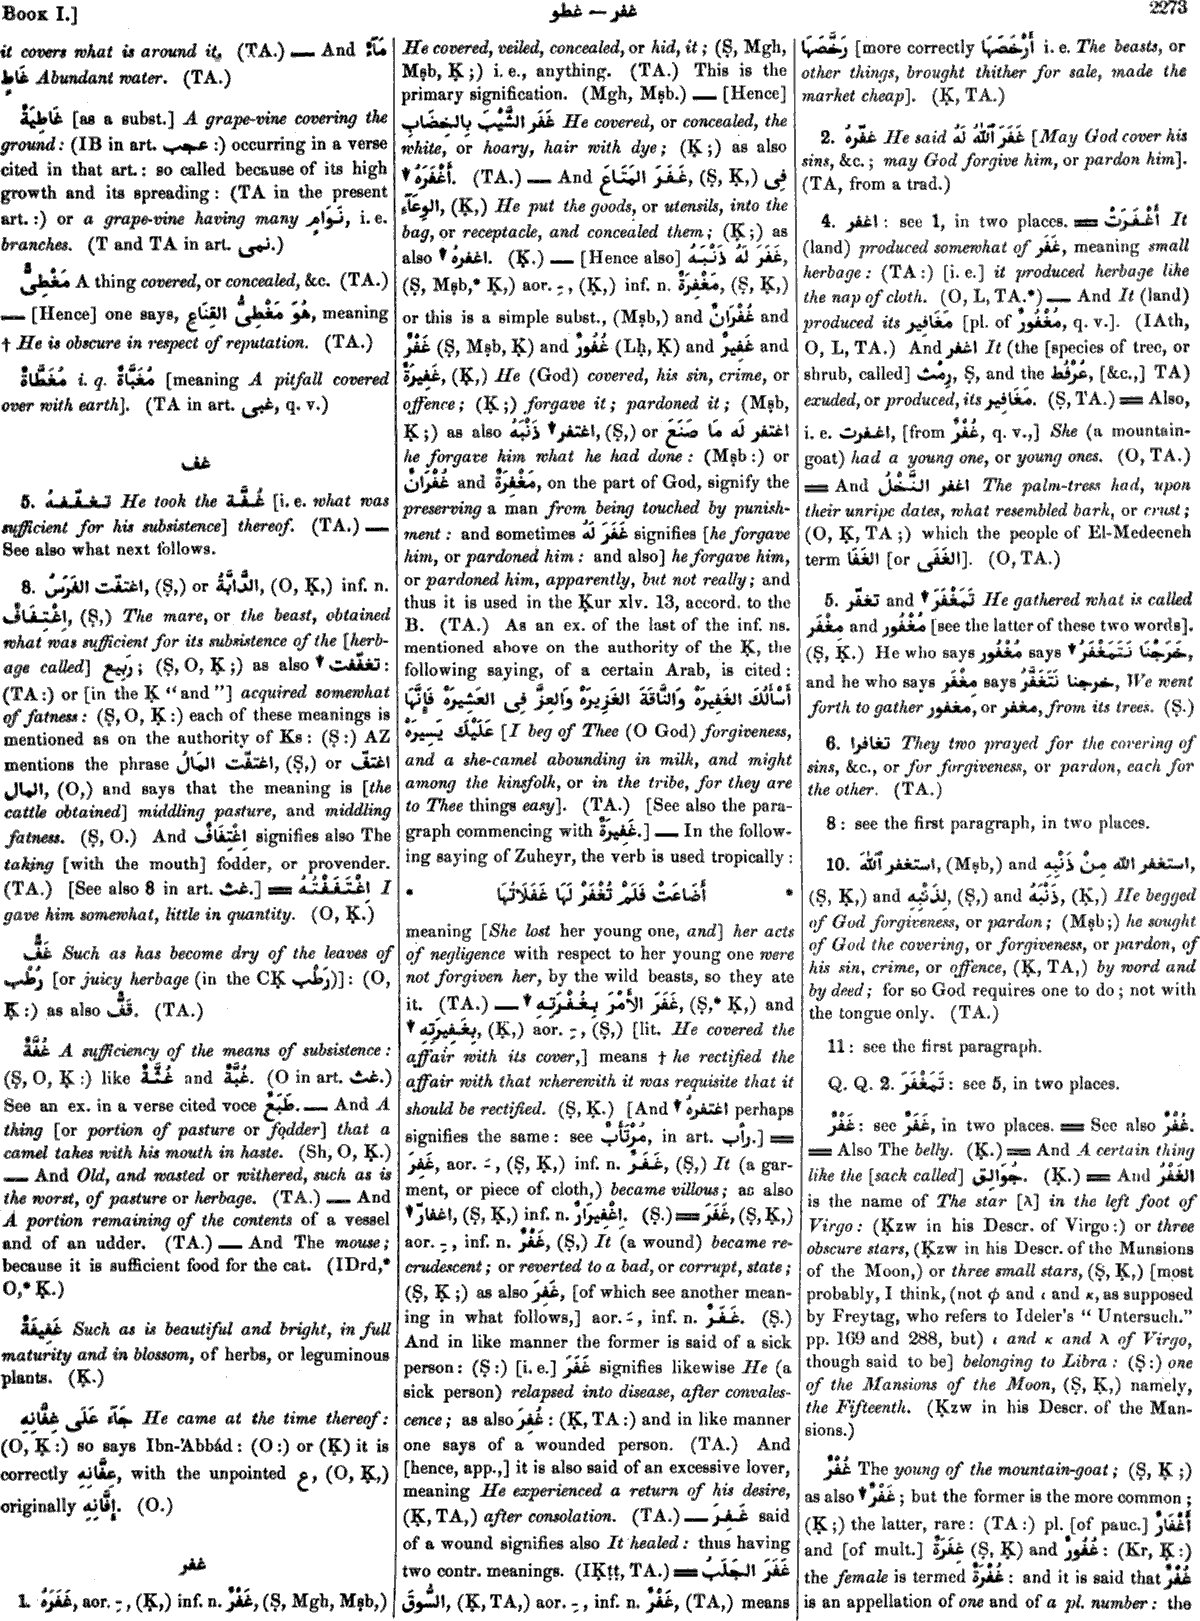 Book I.]
غفر — غطو
2273
it covers what is around it. (TA.) — And مَآءٌ
غَاطٍ Abundant water. (TA.)
غَاطِيَةٌ [as a subst.] A grape-vine covering the
ground: (IB in art. عجب :) occurring in a verse
cited in that art.: so called because of its high
growth and its spreading: (TA in the present
art.:) or a grape-vine having many نَوَامٍ, i. e.
branches. (T and TA in art. نمى.)
مَغْطِىٌّ A thing covered, or concealed, &c. (TA.)
— [Hence] one says, هُوَ مَغْطِىُّ القِنَاعِ, meaning
† He is obscure in respect of reputation. (TA.)
مُغَطَّاةٌ i. q. مُغَبَّاةٌ [meaning A pitfall covered
over with earth]. (TA in art. غبى, q. v.)
غف
5. تغفّفهُ He took the غُفَّة [i. e. what was
sufficient for his subsistence] thereof. (TA.) —
See also what next follows.
8. اغتفّت الفَرَسُ, (Ṣ,) or الدَّابَّةُ, (O, Ḳ,) inf. n.
اغْتِفَافٌ, (Ṣ,) The mare, or the beast, obtained
what was sufficient for its subsistence of the [herb-
age called] رَبِيع; (Ṣ, O, Ḳ;) as also ↑ تغفّفت:
(TA:) or [in the Ḳ “and”] acquired somewhat
of fatness: (Ṣ, O, Ḳ:) each of these meanings is
mentioned as on the authority of Ks: (Ṣ:) AZ
mentions the phrase اغتفّت المَالُ, (Ṣ,) or اغتفّ
المال, (O,) and says that the meaning is [the
cattle obtained] middling pasture, and middling
fatness. (Ṣ, O.) And اغْتِفَافٌ signifies also The
taking [with the mouth] fodder, or provender.
(TA.) [See also 8 in art. غث.] = اغْتَفَفْتُهُ I
gave him somewhat, little in quantity. (O, Ḳ.)
غَفٌّ Such as has become dry of the leaves of
رُطْب [or juicy herbage (in the CḲ رَطْب)]: (O,
Ḳ:) as also قَفٌّ. (TA.)
غُفَّةٌ A sufficiency of the means of subsistence:
(Ṣ, O, Ḳ:) like غُثَّةٌ and غُبَّةٌ. (O in art. غث.)
See an ex. in a verse cited voce طَبَعٌ. — And A
thing [or portion of pasture or fodder] that a
camel takes with his mouth in haste. (Sh, O, Ḳ.)
— And Old, and wasted or withered, such as is
the worst, of pasture or herbage. (TA.) — And
A portion remaining of the contents of a vessel
and of an udder. (TA.) — And The mouse;
because it is sufficient food for the cat. (IDrd,*
O,* Ḳ.)
غَفِيفَةٌ Such as is beautiful and bright, in full
maturity and in blossom, of herbs, or leguminous
plants. (Ḳ.)
جَآءَ عَلَى غِفَّانِهِ He came at the time thereof:
(O, Ḳ:) so says Ibn-'Abbád: (O:) or (Ḳ) it is
correctly عِفَّانِهِ, with the unpointed ع, (O, Ḳ,)
originally إِفَّانِهِ. (O.)
غفر
1. غَفَرَهُ, aor. ـِ, (Ḳ,) inf. n. غَفْرٌ, (Ṣ, Mgh, Mṣb,)
He covered, veiled, concealed, or hid, it; (Ṣ, Mgh,
Mṣb, Ḳ;) i. e., anything. (TA.) This is the
primary signification. (Mgh, Mṣb.) — [Hence]
غَفَرَ الشَّيْبَ بِالخِضَابِ He covered, or concealed, the
white, or hoary, hair with dye; (Ḳ;) as also
↑ أَغْفَرَهُ. (TA.) — And غَفَرَ المَتَاعَ, (Ṣ, Ḳ,) فِى
الوِعَآءِ, (Ḳ,) He put the goods, or utensils, into the
bag, or receptacle, and concealed them; (Ḳ;) as
also ↑ اغفرهُ. (Ḳ.) — [Hence also] غَفَرَ لَهُ ذَنْبَهُ,
(Ṣ, Mṣb,* Ḳ,) aor. ـِ, (Ḳ,) inf. n. مَغْفِرَةٌ, (Ṣ, Ḳ,)
or this is a simple subst., (Mṣb,) and غُفْرَانٌ and
غَفْرٌ (Ṣ, Mṣb, Ḳ) and غُفُورٌ (Lḥ, Ḳ) and غَفِيرٌ and
غَفِيرَةٌ, (Ḳ,) He (God) covered, his sin, crime, or
offence; (Ḳ;) forgave it; pardoned it; (Mṣb,
Ḳ;) as also ↑ اغتفر ذَنْبَهُ, (Ṣ,) or اغتفر لَه مَا صَنَعَ
he forgave him what he had done: (Mṣb:) or
غُفْرَانٌ and مَغْفِرَةٌ, on the part of God, signify the
preserving a man from being touched by punish-
ment: and sometimes غَفَرَ لَهُ signifies [he forgave
him, or pardoned him: and also] he forgave him,
or pardoned him, apparently, but not really; and
thus it is used in the Ḳur xlv. 13, accord. to the
B. (TA.) As an ex. of the last of the inf. ns.
mentioned above on the authority of the Ḳ, the
following saying, of a certain Arab, is cited:
أَسْأَلُكَ الغَفِيرَهْ وَالنَّاقَةَ الغَزِيرَهْ وَالعِزَّ فِى العَشِيرَهْ فَإِنَّهَا
عَلَيْكَ يَسِيرَهْ [I beg of Thee (O God) forgiveness,
and a she-camel abounding in milk, and might
among the kinsfolk, or in the tribe, for they are
to Thee things easy]. (TA.) [See also the para-
graph commencing with غَفِيرَةٌ.] — In the follow-
ing saying of Zuheyr, the verb is used tropically:
* أَضَاعَتْ فَلَمْ تُغْفَرْ لَهَا غَفَلَاتُهَا *
meaning [She lost her young one, and] her acts
of negligence with respect to her young one were
not forgiven her, by the wild beasts, so they ate
it. (TA.) — ↑ غَفَرَ الأَمْرَ بِغُفْرَتِهِ, (Ṣ,* Ḳ,) and
↑ بِغَفِيرَتِهِ, (Ḳ,) aor. ـِ, (Ṣ,) [lit. He covered the
affair with its cover,] means † he rectified the
affair with that wherewith it was requisite that it
should be rectified. (Ṣ, Ḳ.) [And ↑ اغتفرهُ perhaps
signifies the same: see مُرْتَأَبٌ, in art. رأب.] =
غَفِرَ, aor. ـَ, (Ṣ, Ḳ,) inf. n. غَفَرٌ, (Ṣ,) It (a gar-
ment, or piece of cloth,) became villous; as also
↑ اغفارّ, (Ṣ, Ḳ,) inf. n. اغْفِيرَارٌ. (Ṣ.) = غَفَرَ, (Ṣ, Ḳ,)
aor. ـِ, inf. n. غَفْرٌ, (Ṣ,) It (a wound) became re-
crudescent; or reverted to a bad, or corrupt, state;
(Ṣ, Ḳ;) as also غَفِرَ, [of which see another mean-
ing in what follows,] aor. ـَ, inf. n. غَفَرٌ. (Ṣ.)
And in like manner the former is said of a sick
person: (Ṣ:) [i. e.] غَفَرَ signifies likewise He (a
sick person) relapsed into disease, after convales-
cence; as also غُفِرَ: (Ḳ, TA:) and in like manner
one says of a wounded person. (TA.) And
[hence, app.,] it is also said of an excessive lover,
meaning He experienced a return of his desire,
(Ḳ, TA,) after consolation. (TA.) — غَفِرَ said
of a wound signifies also It healed: thus having
two contr. meanings. (IḲṭṭ, TA.) = غَفَرَ الجَلَبُ
السُّوقَ, (Ḳ, TA,) aor. ـِ, inf. n. غَفْرٌ, (TA,) means
رَخَّصَهَا [more correctly أَرْخَصَهَا i. e. The beasts, or
other things, brought thither for sale, made the
market cheap]. (Ḳ, TA.)
2. غفّرهُ He said غَفَرَ ٱللّٰهُ لَهُ [May God cover his
sins, &c.; may God forgive him, or pardon him].
(TA, from a trad.)
4. اغفر: see 1, in two places. = أَغْفَرَتْ It
(land) produced somewhat of غَفَر, meaning small
herbage: (TA:) [i. e.] it produced herbage like
the nap of cloth. (O, L, TA.*) — And It (land)
produced its مَغَافِير [pl. of مُغْفُورٌ, q. v.]. (IAth,
O, L, TA.) And اغفر It (the [species of tree, or
shrub, called] رِمْث, Ṣ, and the عُرْفُط, [&c.,] TA)
exuded, or produced, its مَغَافِير. (Ṣ, TA.) = Also,
i. e. اغفرت, [from غُفْرٌ, q. v.,] She (a mountain-
goat) had a young one, or young ones. (O, TA.)
= And اغفر النَّخْلُ The palm-tress had, upon
their unripe dates, what resembled bark, or crust;
(O, Ḳ, TA;) which the people of El-Medeeneh
term الغَفَا [or الغَفَى]. (O, TA.)
5. تغفّر and ↑ تَمَغْفَرَ He gathered what is called
مُغْفُور and مِغْفَر [see the latter of these two words].
(Ṣ, Ḳ.) He who says مُغْفُور says ↑ خَرَجْنَا نَتَمَغْفَرُ,
and he who says مِغْفَر says خرجنا نَتَغَفَّرُ, We went
forth to gather مغفور, or مغفر, from its trees. (Ṣ.)
6. تغافرا They two prayed for the covering of
sins, &c., or for forgiveness, or pardon, each for
the other. (TA.)
8: see the first paragraph, in two places.
10. استغفر ٱللّٰهَ, (Mṣb,) and استغفر الله مِنْ ذَنْبِهِ,
(Ṣ, Ḳ,) and لِذَنْبِهِ, (Ṣ,) and ذَنْبَهُ, (Ḳ,) He begged
of God forgiveness, or pardon; (Mṣb;) he sought
of God the covering, or forgiveness, or pardon, of
his sin, crime, or offence, (Ḳ, TA,) by word and
by deed; for so God requires one to do; not with
the tongue only. (TA.)
11: see the first paragraph.
Q. Q. 2. تَمَغْفَرَ: see 5, in two places.
غَفْرٌ: see غَفَرٌ, in two places. = See also غُفْرٌ.
= Also The belly. (Ḳ.) = And A certain thing
like the [sack called] جُوَالِق. (Ḳ.) = And الغَفْرُ
is the name of The star [λ] in the left foot of
Virgo: (Ḳzw in his Descr. of Virgo:) or three
obscure stars, (Ḳzw in his Descr. of the Mansions
of the Moon,) or three small stars, (Ṣ, Ḳ,) [most
probably, I think, (not φ and ι and κ, as supposed
by Freytag, who refers to Ideler's “Untersuch.”
pp. 169 and 288, but) ι and κ and λ of Virgo,
though said to be] belonging to Libra: (Ṣ:) one
of the Mansions of the Moon, (Ṣ, Ḳ,) namely,
the Fifteenth. (Ḳzw in his Descr. of the Man-
sions.)
غُفْرٌ The young of the mountain-goat; (Ṣ, Ḳ;)
as also ↑ غَفْرٌ; but the former is the more common;
(Ḳ;) the latter, rare: (TA:) pl. [of pauc.] أَغْفَارٌ
and [of mult.] غِفَرَةٌ (Ṣ, Ḳ) and غُفُورٌ: (Kr, Ḳ:)
the female is termed غُفْرَةٌ: and it is said that غُفْرٌ
is an appellation of one and of a pl. number: the